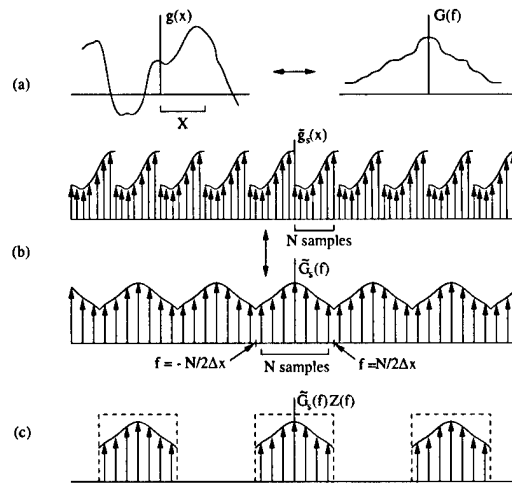 g(x)
G(f)
(a)
X
g̃ₛ(x)
N samples
(b)
G̃ₛ(f)
f = - N/2Δx
N samples
f =N/2Δx
G̃ₛ(f)Z(f)
(c)